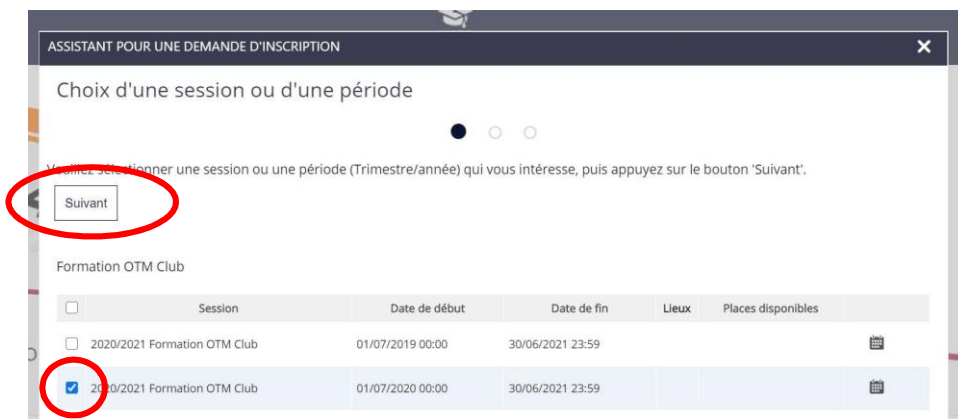 ASSISTANT POUR UNE DEMANDE D'INSCRIPTION
Choix d'une session ou d'une période
Veuillez sélectionner une session ou une période (Trimestre/année) qui vous intéresse, puis appuyez sur le bouton 'Suivant'.
Suivant
Formation OTM Club
Session Date de début Date de fin Lieux Places disponibles
2020/2021 Formation OTM Club 01/07/2019 00:00 30/06/2021 23:59
2020/2021 Formation OTM Club 01/07/2020 00:00 30/06/2021 23:59